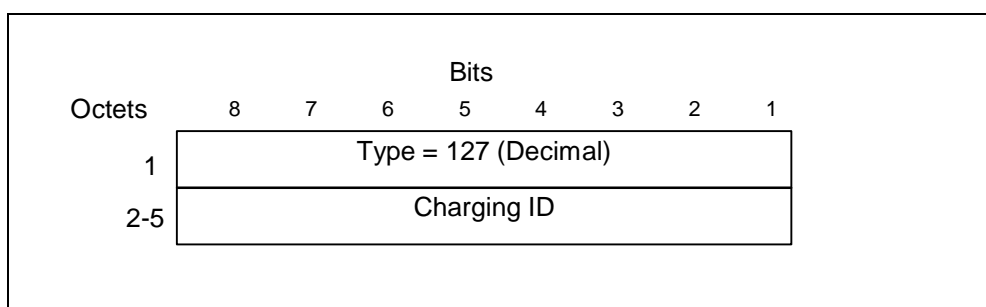 Bits
Octets 8 7 6 5 4 3 2 1
1 Type = 127 (Decimal)
2-5 Charging ID